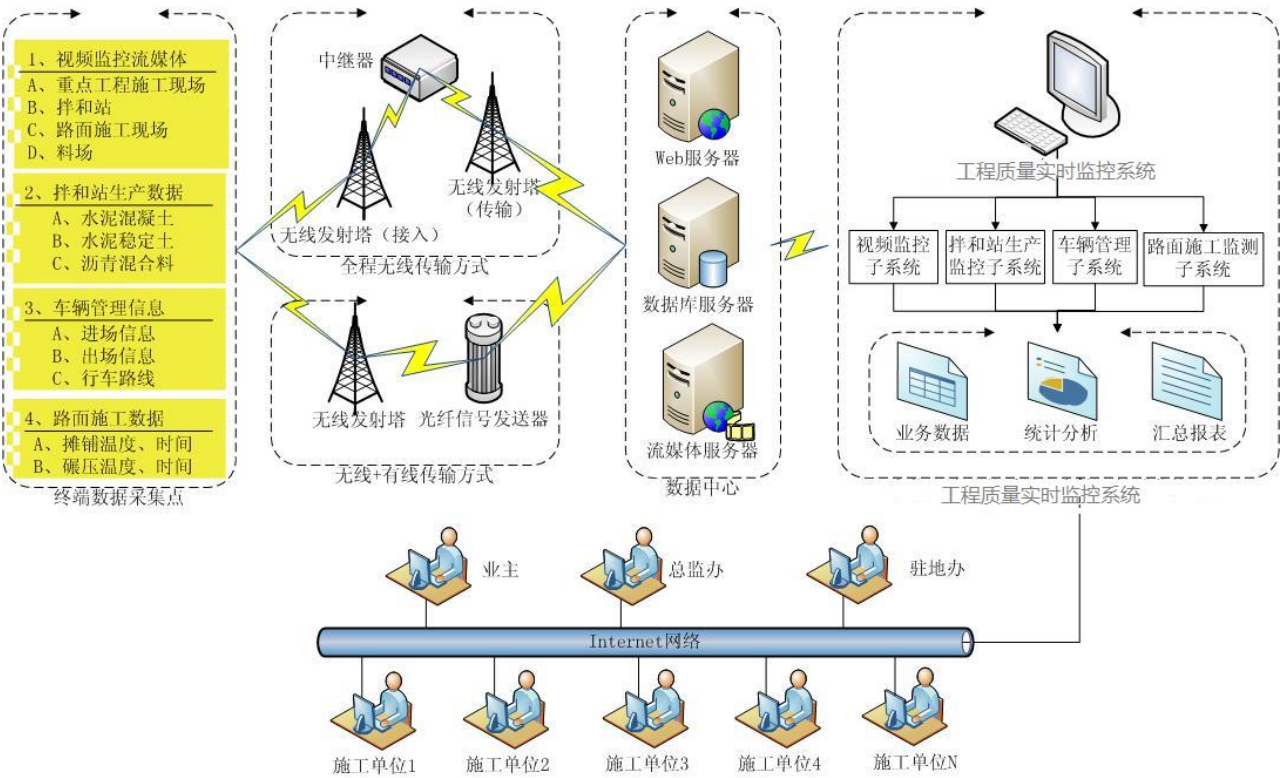 1、视频监控流媒体
A、重点工程施工现场
B、拌和站
C、路面施工现场
D、料场
2、拌和站生产数据
A、水泥混凝土
B、水泥稳定土
C、沥青混合料
3、车辆管理信息
A、进场信息
B、出场信息
C、行车路线
4、路面施工数据
A、摊铺温度、时间
B、碾压温度、时间
终端数据采集点
中继器
无线发射塔
（传输）
无线发射塔（接入）
全程无线传输方式
无线发射塔
光纤信号发送器
无线+有线传输方式
Web服务器
数据库服务器
流媒体服务器
数据中心
工程质量实时监控系统
视频监控
子系统
拌和站生产
监控子系统
车辆管理
子系统
路面施工监测
子系统
业务数据
统计分析
汇总报表
工程质量实时监控系统
业主
总监办
驻地办
Internet网络
施工单位1
施工单位2
施工单位3
施工单位4
施工单位N